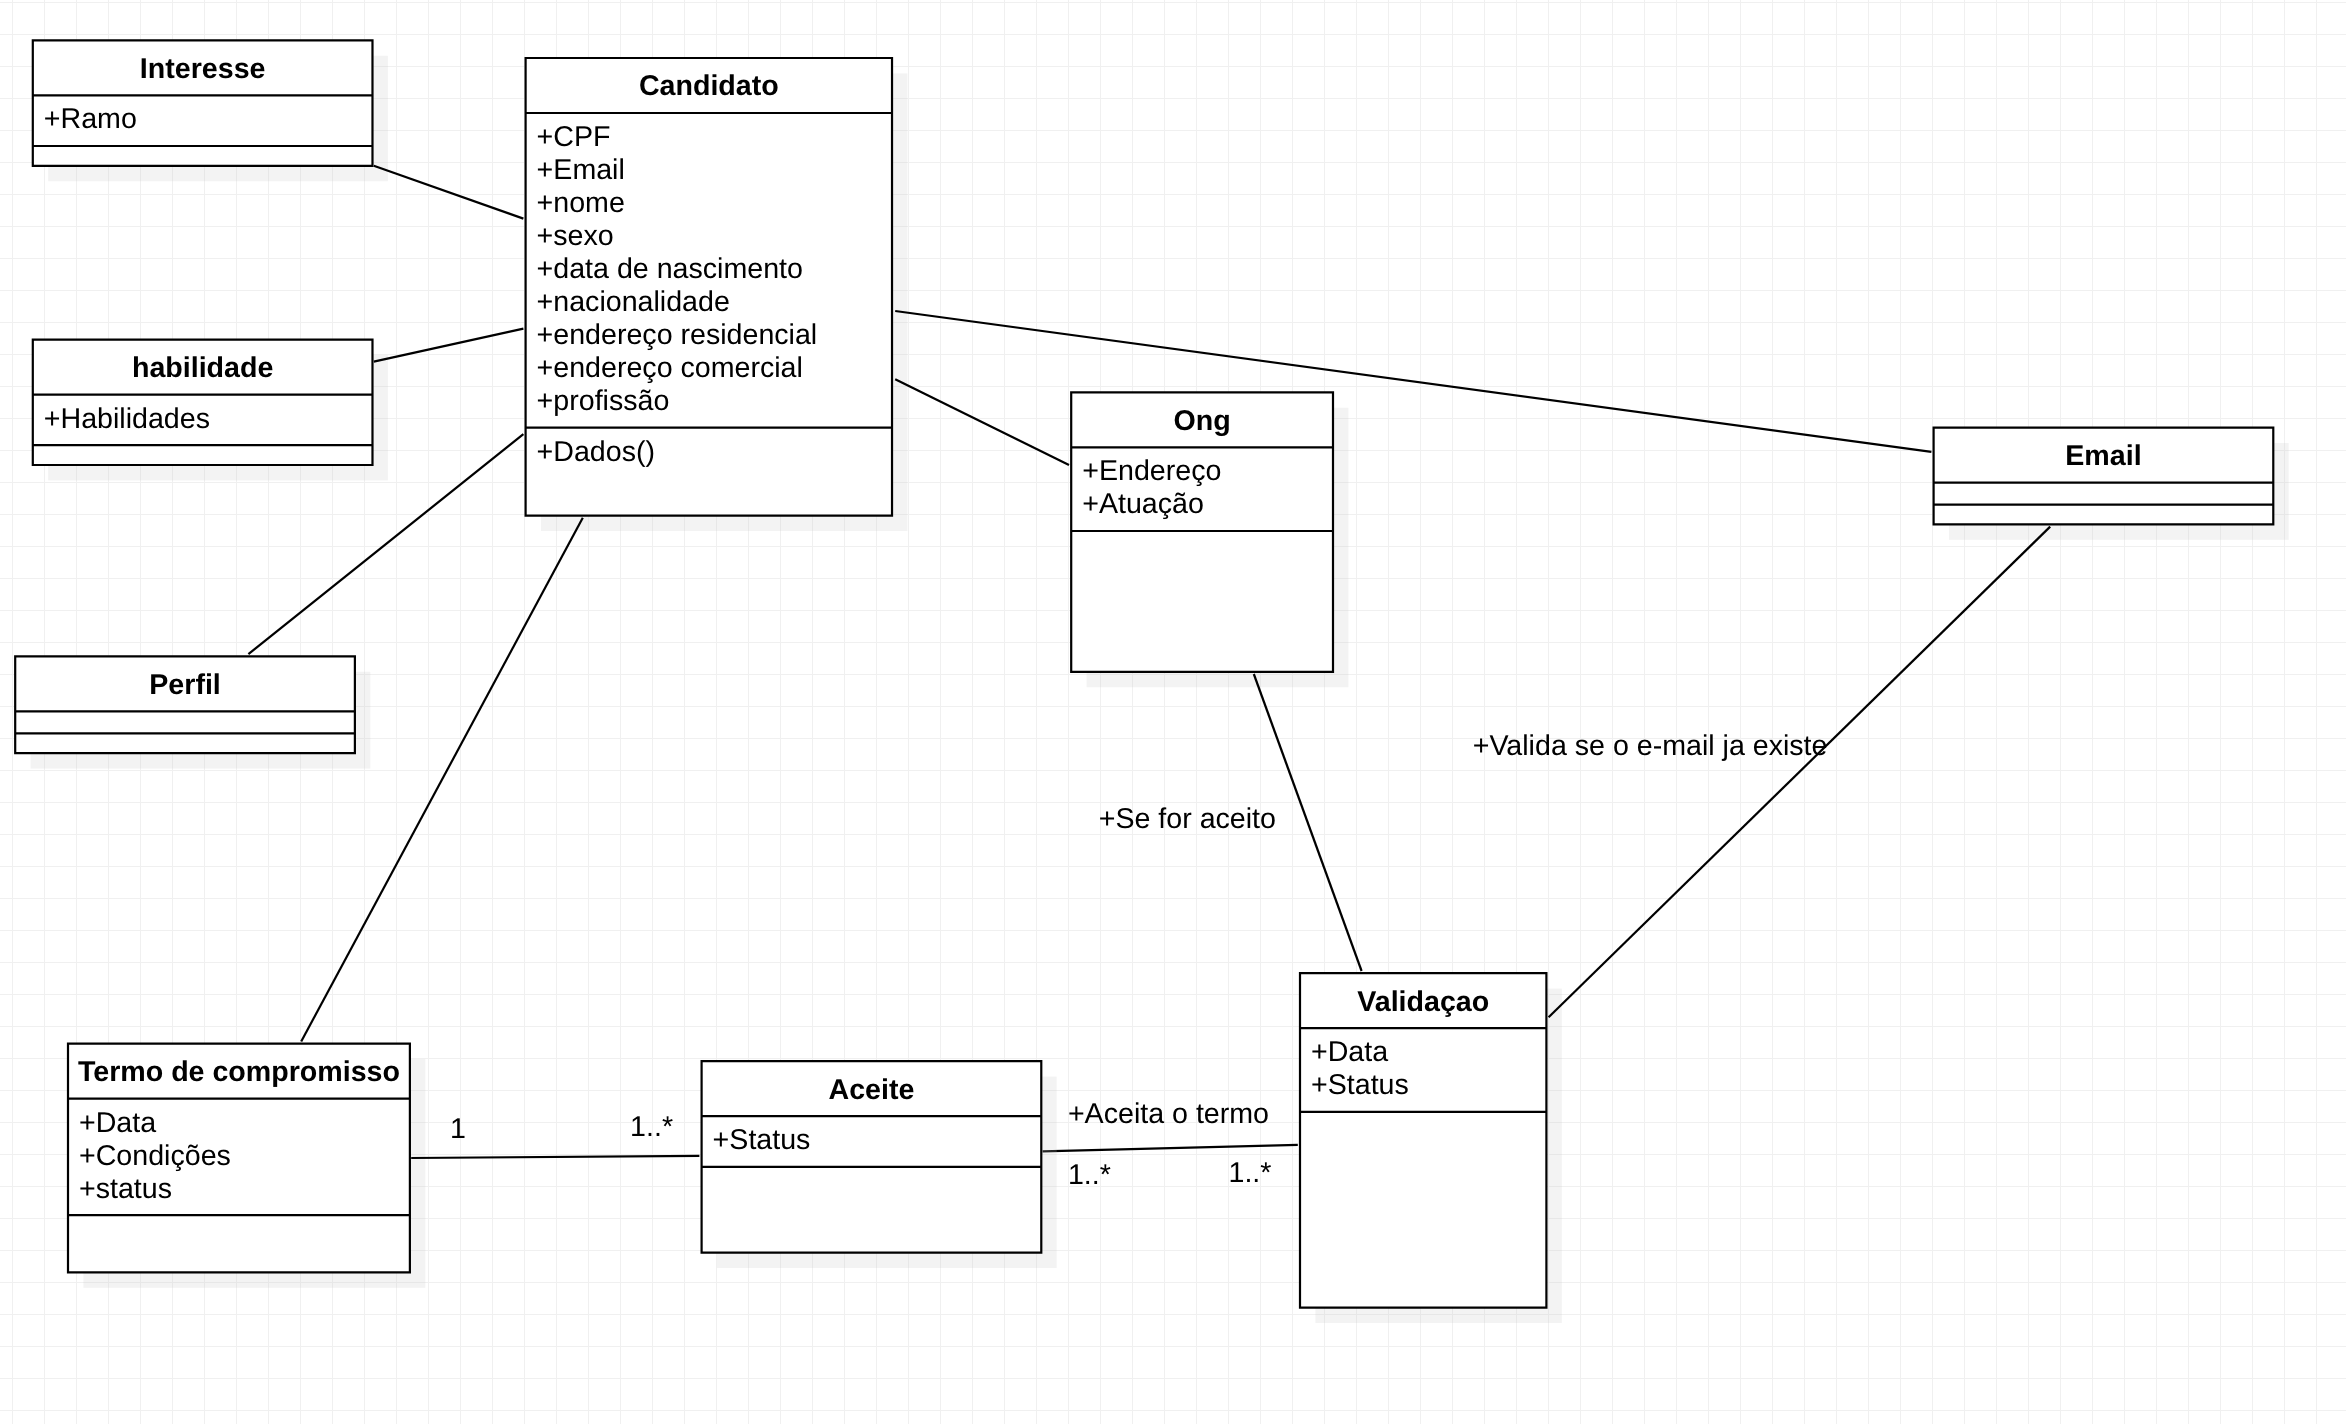 Interesse
+Ramo
Candidato
+CPF
+Email
+nome
+sexo
+data de nascimento
+nacionalidade
+endereço residencial
+endereço comercial
+profissão
+Dados()
habilidade
+Habilidades
Ong
+Endereço
+Atuação
Email
Perfil
+Valida se o e-mail ja existe
+Se for aceito
Validaçao
+Data
+Status
Termo de compromisso
+Data
+Condições
+status
1
1..*
Aceite
+Status
+Aceita o termo
1..*
1..*